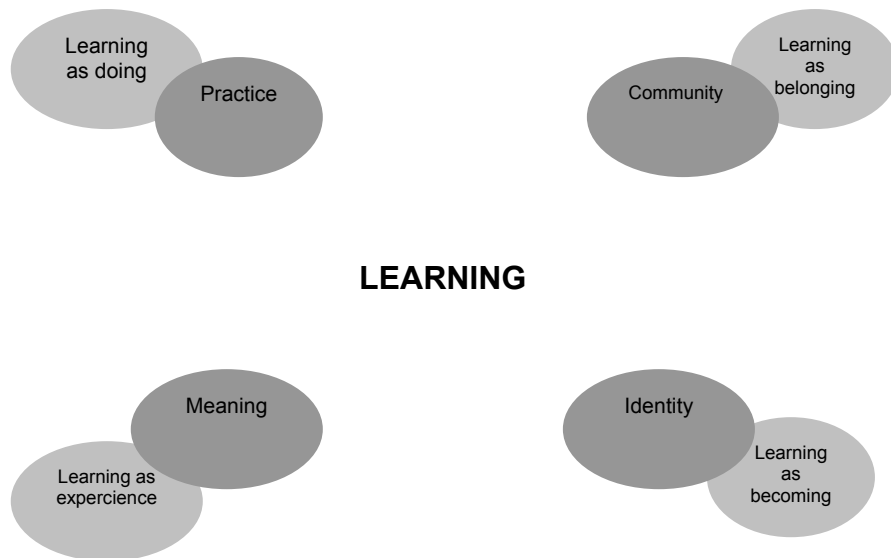 Learning
as doing
Practice
Community
Learning
as
belonging
LEARNING
Meaning
Learning as
expercience
Identity
Learning
as
becoming